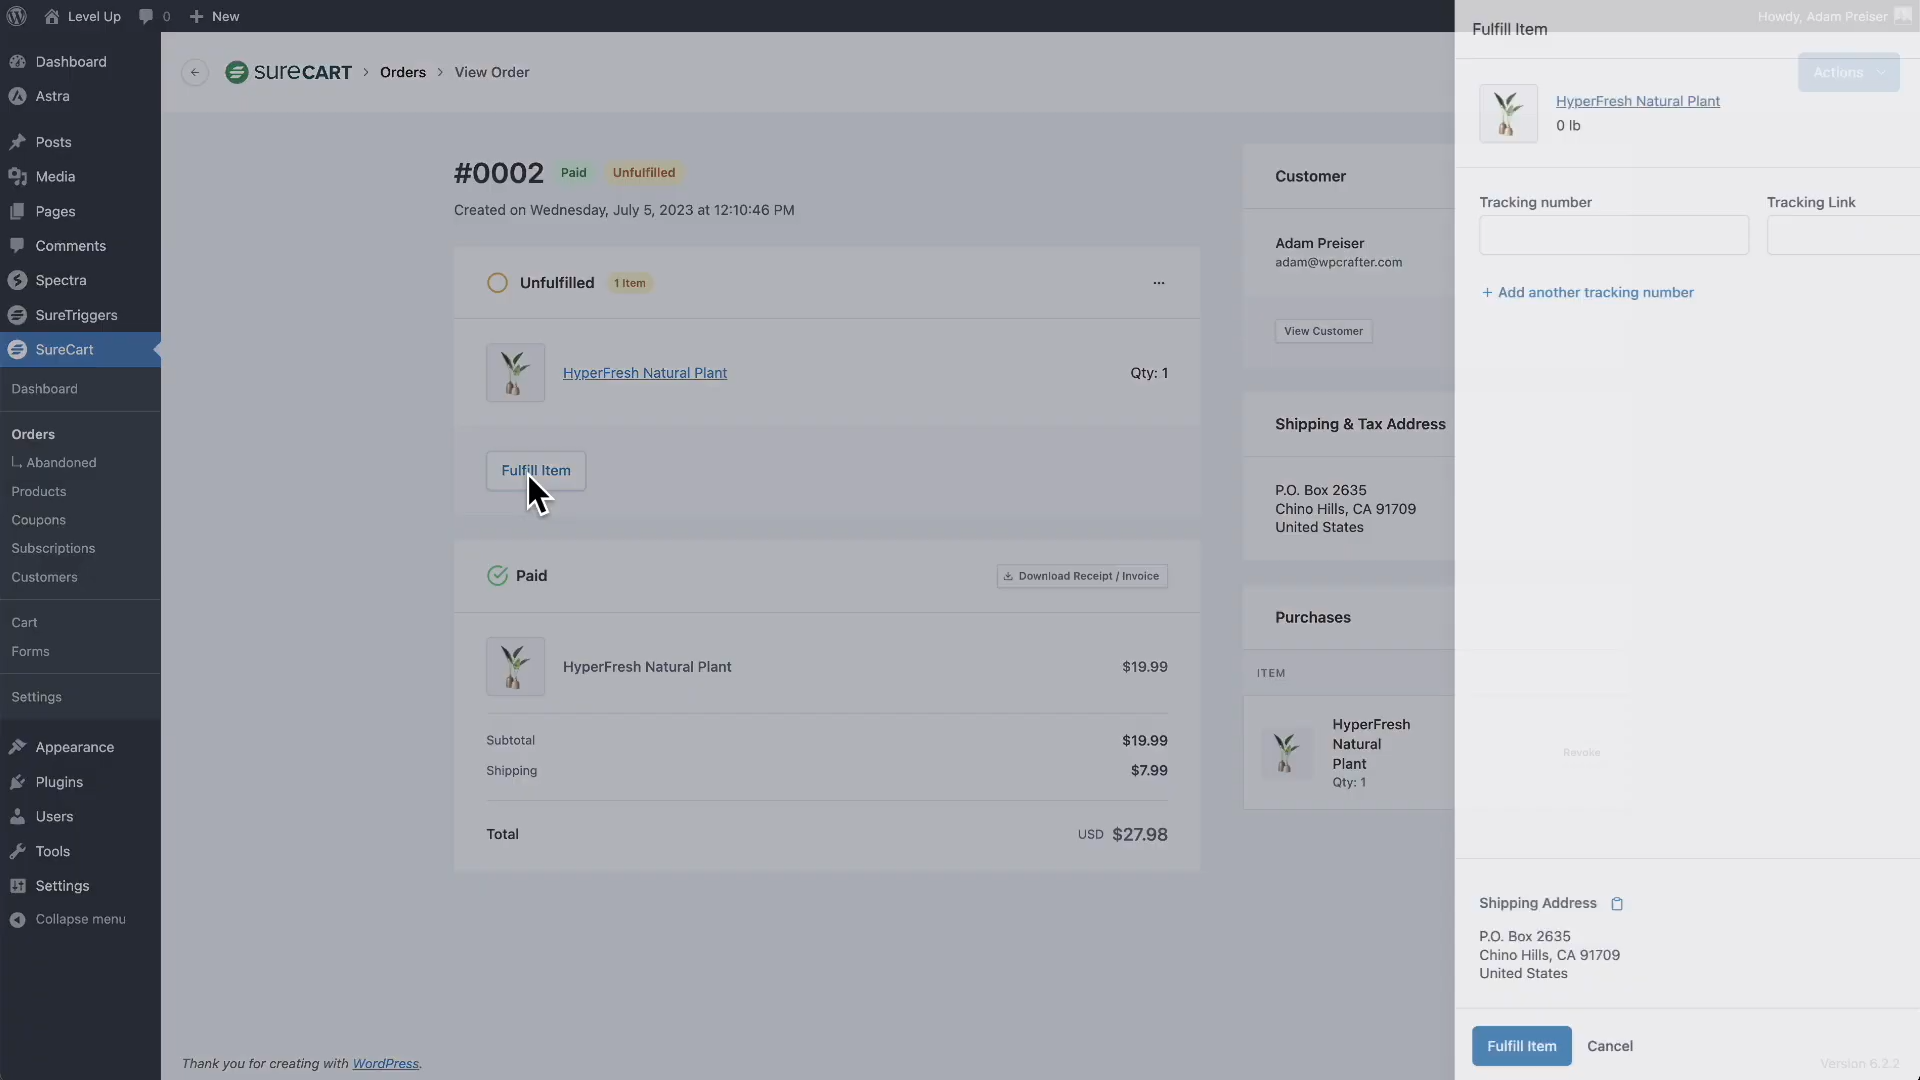 Level Up
0
New
Howdy, Adam Preiser
Dashboard
Astra
Posts
Media
Pages
Comments
Spectra
SureTriggers
SureCart
Dashboard
Orders
Abandoned
Products
Coupons
Subscriptions
Customers
Cart
Forms
Settings
Appearance
Plugins
Users
Tools
Settings
Collapse menu
SURECART > Orders > View Order
#0002 Paid Unfulfilled
Created on Wednesday, July 5, 2023 at 12:10:46 PM
Unfulfilled 1 Item
HyperFresh Natural Plant Qty: 1
Fulfill Item
Paid Download Receipt / Invoice
HyperFresh Natural Plant $19.99
Subtotal $19.99
Shipping $7.99
Total USD $27.98
Customer
Adam Preiser
adam@wpcrafter.com
View Customer
Shipping & Tax Address
P.O. Box 2635
Chino Hills, CA 91709
United States
Purchases
ITEM
HyperFresh
Natural
Plant
Qty: 1
Revoke
Fulfill Item
Actions
HyperFresh Natural Plant
0 lb
Tracking number Tracking Link
+ Add another tracking number
Shipping Address
P.O. Box 2635
Chino Hills, CA 91709
United States
Fulfill Item Cancel
Thank you for creating with WordPress.
Version 6.2.2